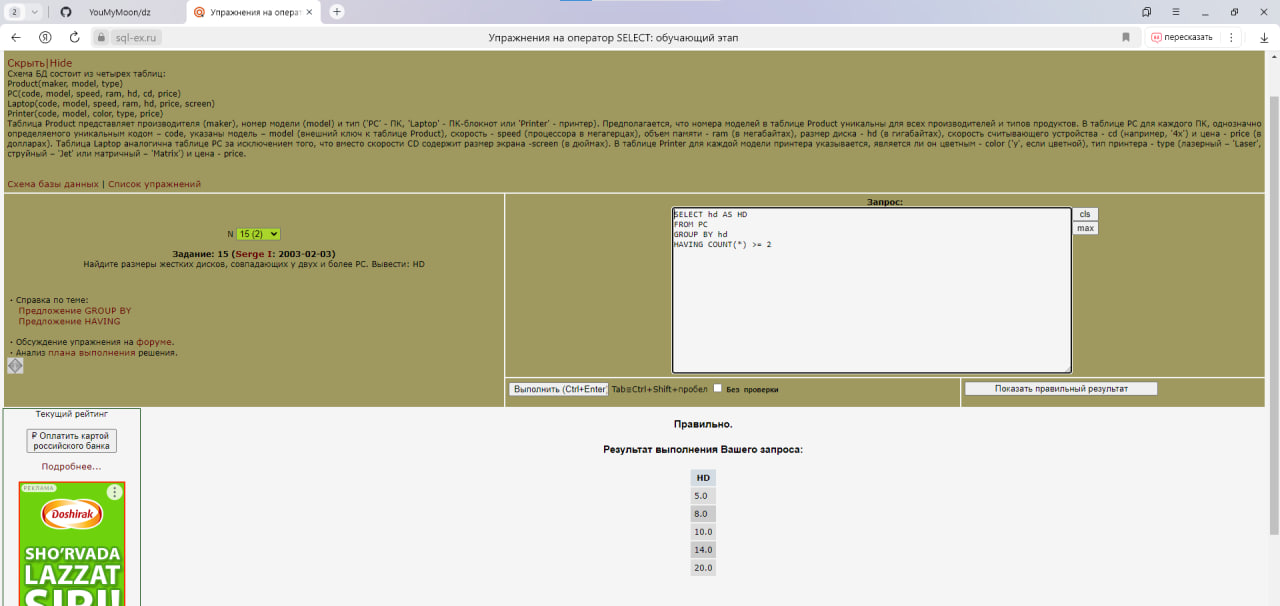 2
YouMyMoon/dz
Упражнения на операт
sql-ex.ru
Упражнения на оператор SELECT: обучающий этап
пересказать
Скрыть|Hide
Схема БД состоит из четырех таблиц:
Product(maker, model, type)
PC(code, model, speed, ram, hd, cd, price)
Laptop(code, model, speed, ram, hd, price, screen)
Printer(code, model, color, type, price)
Таблица Product представляет производителя (maker), номер модели (model) и тип ('PC' - ПК, 'Laptop' - ПК-блокнот или 'Printer' - принтер). Предполагается, что номера моделей в таблице Product уникальны для всех производителей и типов продуктов. В таблице PC для каждого ПК, однозначно
определяемого уникальным кодом – code, указаны модель – model (внешний ключ к таблице Product), скорость - speed (процессора в мегагерцах), объем памяти - ram (в мегабайтах), размер диска - hd (в гигабайтах), скорость считывающего устройства - cd (например, '4x') и цена - price (в
долларах). Таблица Laptop аналогична таблице РС за исключением того, что вместо скорости CD содержит размер экрана -screen (в дюймах). В таблице Printer для каждой модели принтера указывается, является ли он цветным - color ('y', если цветной), тип принтера - type (лазерный – 'Laser',
струйный – 'Jet' или матричный – 'Matrix') и цена - price.
Схема базы данных | Список упражнений
N 15 (2)
Задание: 15 (Serge I: 2003-02-03)
Найдите размеры жестких дисков, совпадающих у двух и более PC. Вывести: HD
· Справка по теме:
Предложение GROUP BY
Предложение HAVING
· Обсуждение упражнения на форуме.
· Анализ плана выполнения решения.
Запрос:
SELECT hd AS HD
FROM PC
GROUP BY hd
HAVING COUNT(*) >= 2
cls
max
Выполнить (Ctrl+Enter) Tab≡Ctrl+Shift+пробел Без проверки
Показать правильный результат
Текущий рейтинг
₽ Оплатить картой
российского банка
Подробнее...
РЕКЛАМА
Doshirak
SHO'RVADA
LAZZAT
SIRLI
Правильно.
Результат выполнения Вашего запроса:
HD
5.0
8.0
10.0
14.0
20.0